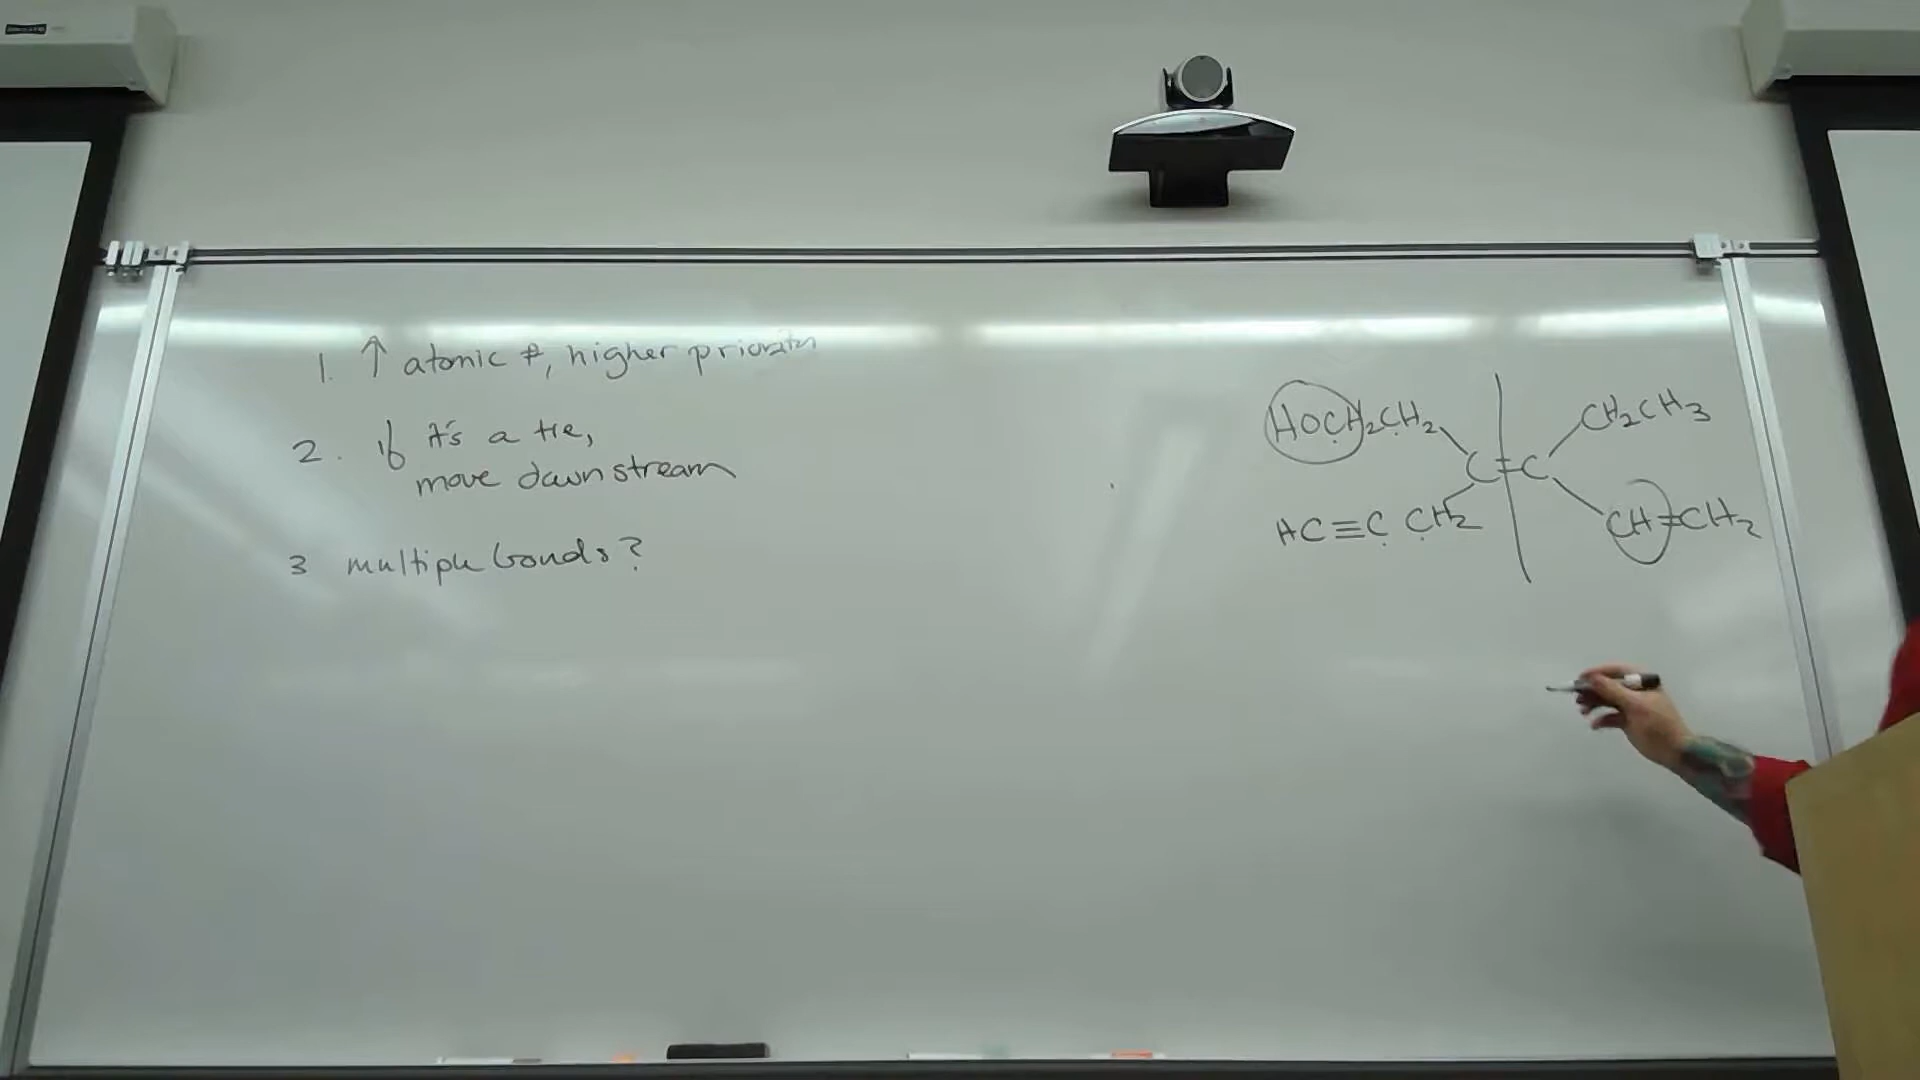 1. ↑ atomic #, higher priority
2. if it's a tie,
move downstream
3 multiple bonds?
HOCH₂CH₂ CH₂CH₃
C=C
HC≡C CH₂ CH=CH₂